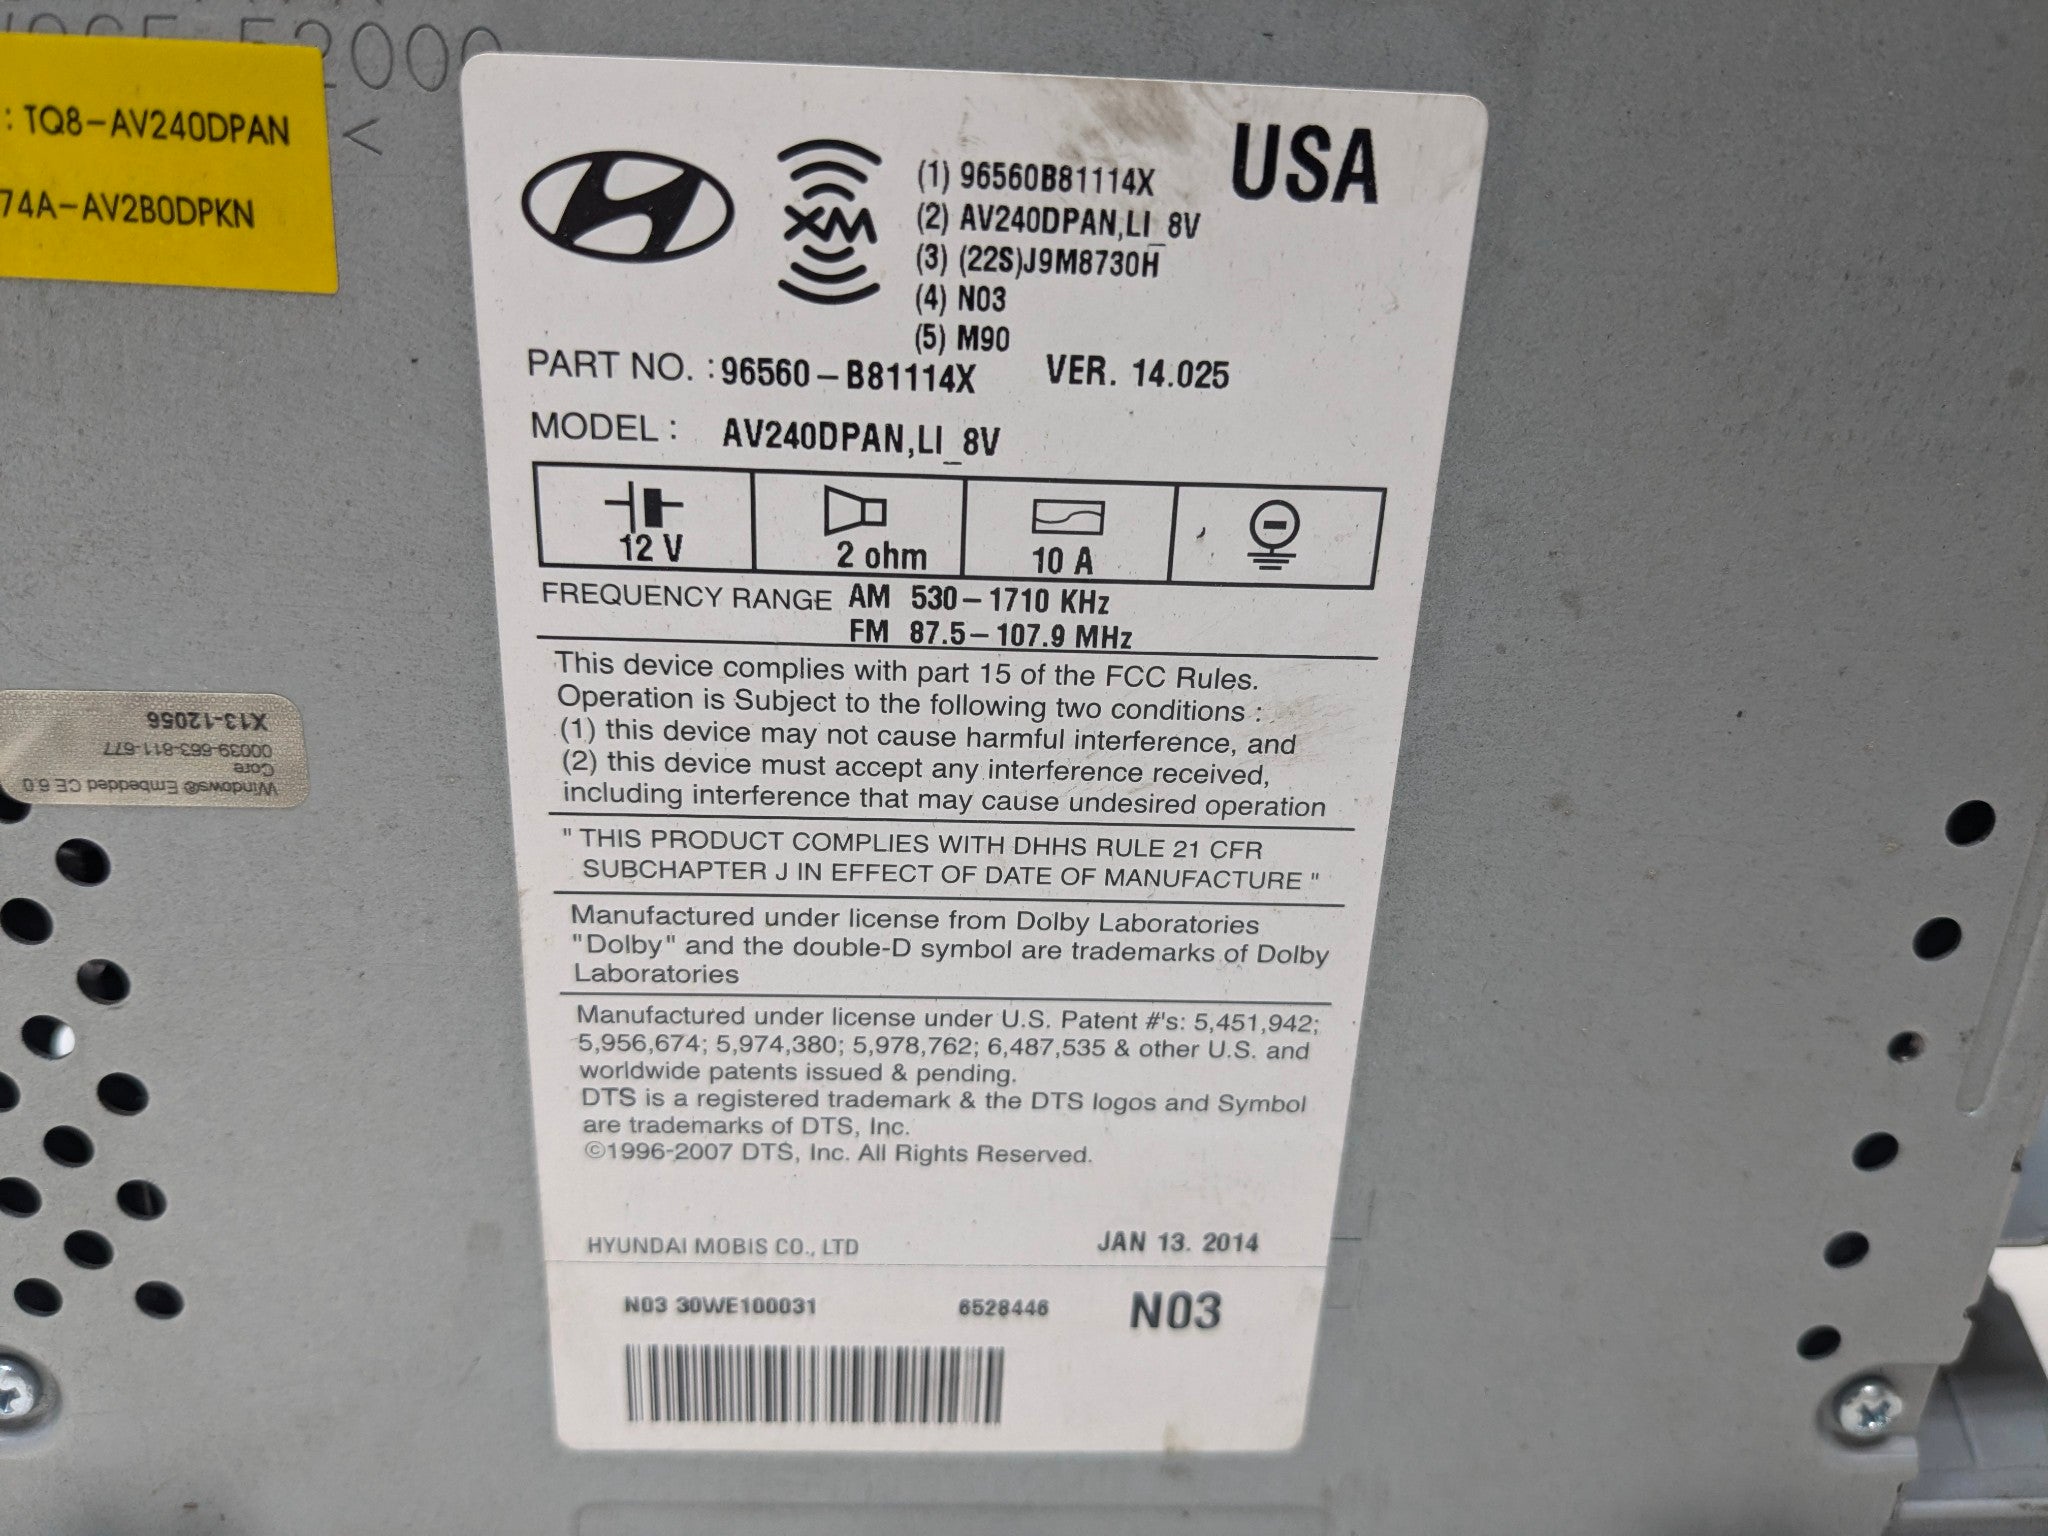 2000
: TQ8-AV240DPAN
<
74A-AV2B0DPKN
USA
XM
(1) 96560B81114X
(2) AV240DPAN,LI_8V
(3) (22S)J9M8730H
(4) N03
(5) M90
PART NO. : 96560-B81114X VER. 14.025
MODEL : AV240DPAN,LI_8V
12 V 2 ohm 10 A
FREQUENCY RANGE AM 530-1710 KHz
FM 87.5-107.9 MHz
This device complies with part 15 of the FCC Rules.
Operation is Subject to the following two conditions :
(1) this device may not cause harmful interference, and
(2) this device must accept any interference received,
including interference that may cause undesired operation
" THIS PRODUCT COMPLIES WITH DHHS RULE 21 CFR
SUBCHAPTER J IN EFFECT OF DATE OF MANUFACTURE "
Manufactured under license from Dolby Laboratories
"Dolby" and the double-D symbol are trademarks of Dolby
Laboratories
Manufactured under license under U.S. Patent #'s: 5,451,942;
5,956,674; 5,974,380; 5,978,762; 6,487,535 & other U.S. and
worldwide patents issued & pending.
DTS is a registered trademark & the DTS logos and Symbol
are trademarks of DTS, Inc.
©1996-2007 DTS, Inc. All Rights Reserved.
HYUNDAI MOBIS CO., LTD JAN 13. 2014
N03 30WE100031 6528446 N03
Windows® Embedded CE 6.0
Core
00039-663-811-677
X13-12056